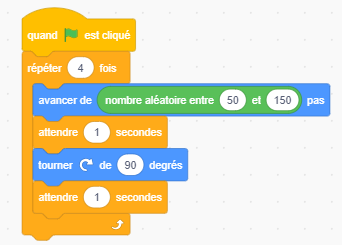 quand est cliqué
répéter 4 fois
avancer de nombre aléatoire entre 50 et 150 pas
attendre 1 secondes
tourner de 90 degrés
attendre 1 secondes